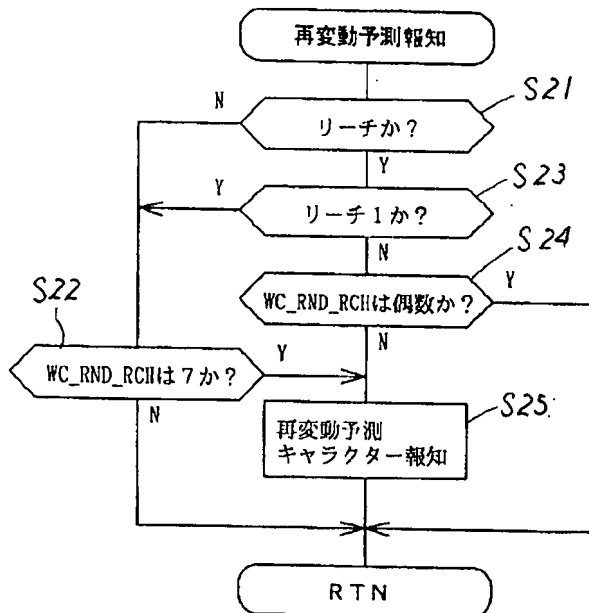 再変動予測報知
S21
N
リーチか？
Y
S23
Y
リーチ1か？
N
S24
S22
WC_RND_RCHは偶数か？
Y
WC_RND_RCHは7か？
Y
N
N
S25
再変動予測
キャラクター報知
RTN